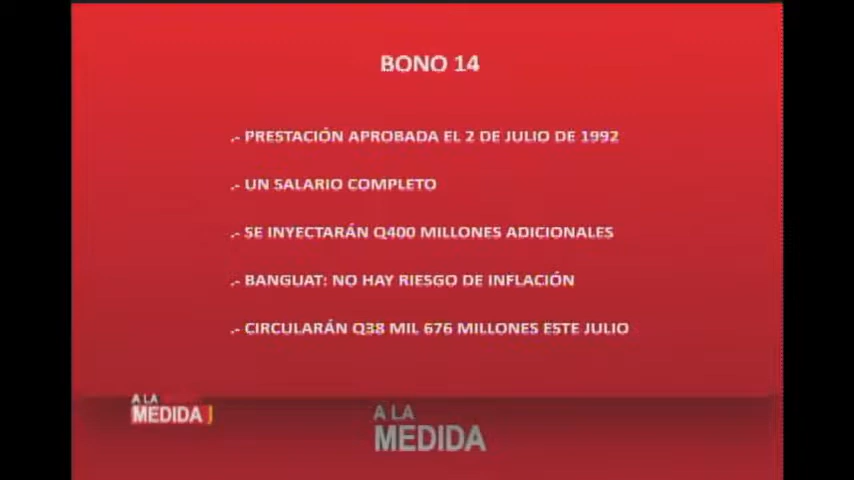 BONO 14
.- PRESTACIÓN APROBADA EL 2 DE JULIO DE 1992
.- UN SALARIO COMPLETO
.- SE INYECTARÁN Q400 MILLONES ADICIONALES
.- BANGUAT: NO HAY RIESGO DE INFLACIÓN
.- CIRCULARÁN Q38 MIL 676 MILLONES ESTE JULIO
A LA
MEDIDA
A LA
MEDIDA